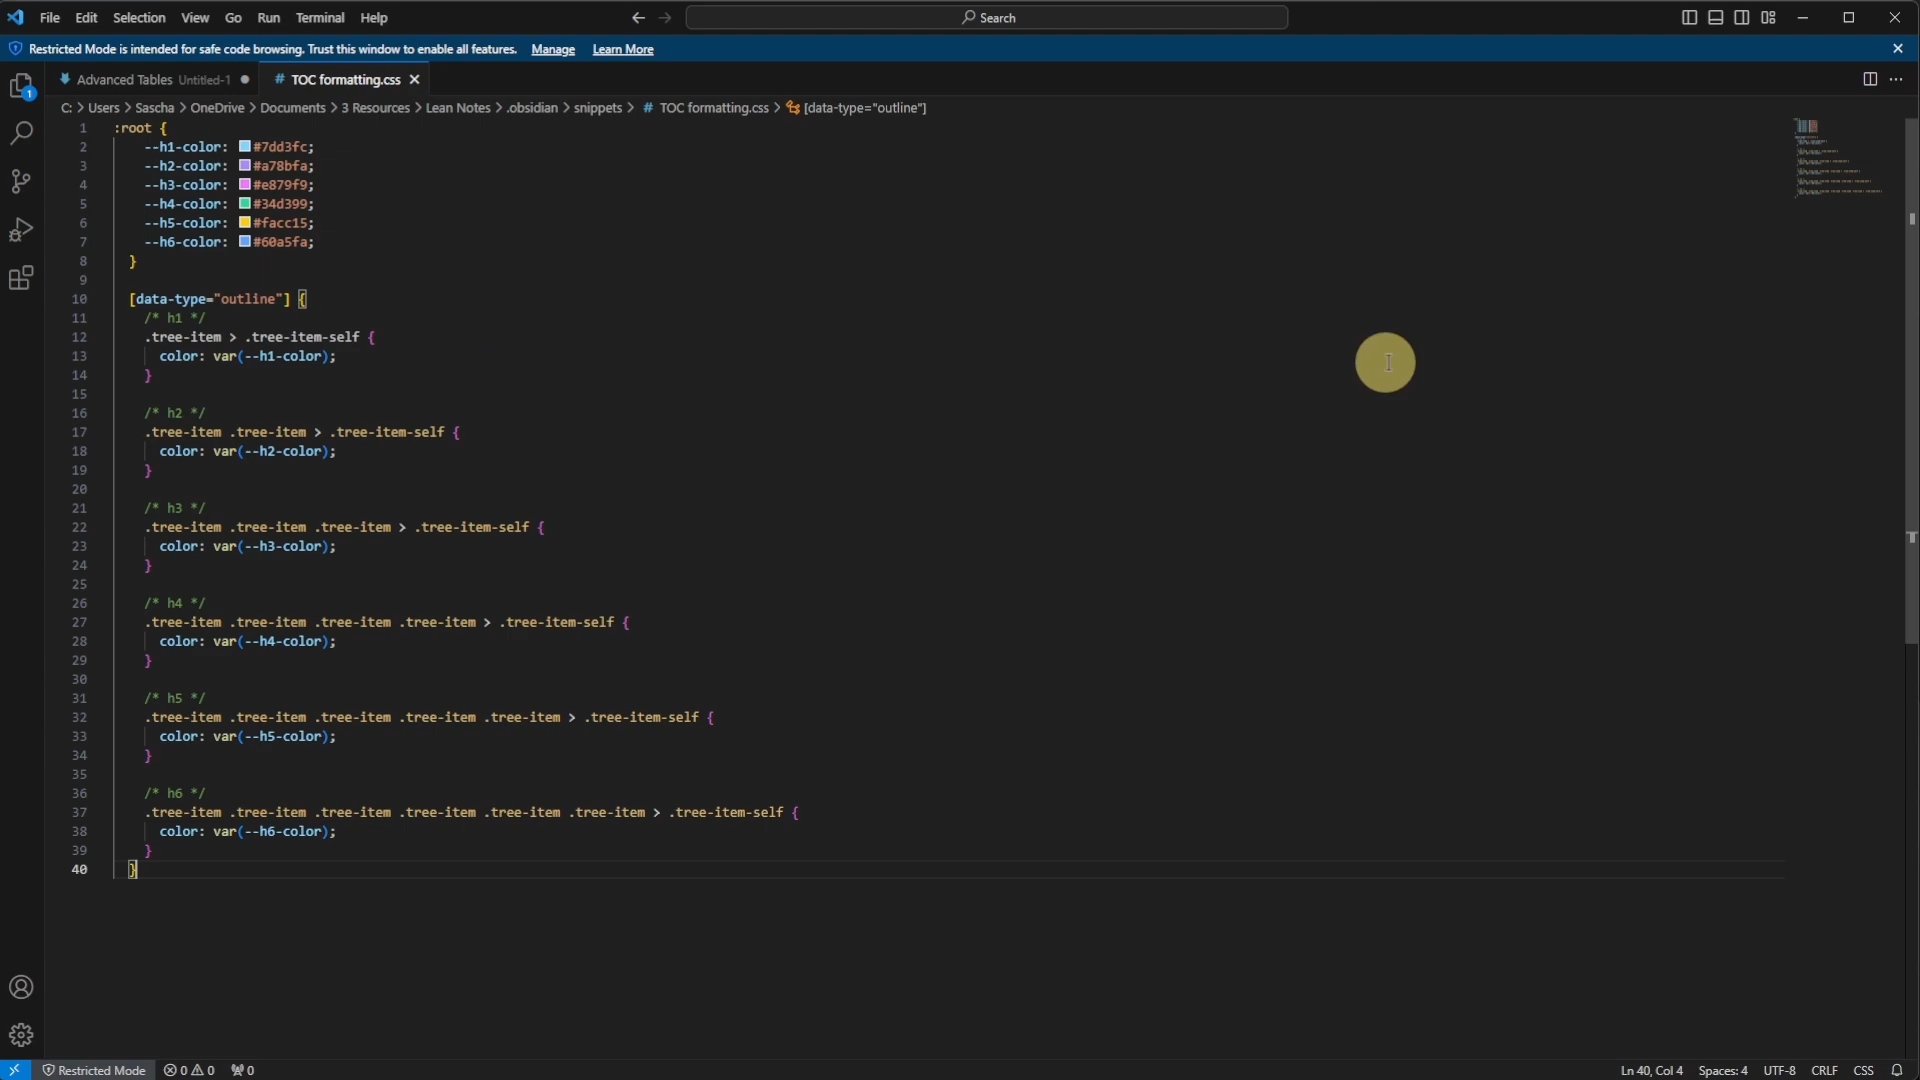 File Edit Selection View Go Run Terminal Help Search
Restricted Mode is intended for safe code browsing. Trust this window to enable all features. Manage Learn More
Advanced Tables Untitled-1 # TOC formatting.css
C: > Users > Sascha > OneDrive > Documents > 3 Resources > Lean Notes > .obsidian > snippets > # TOC formatting.css > [data-type="outline"]
1 :root {
2 --h1-color: #7dd3fc;
3 --h2-color: #a78bfa;
4 --h3-color: #e879f9;
5 --h4-color: #34d399;
6 --h5-color: #facc15;
7 --h6-color: #60a5fa;
8 }
9
10 [data-type="outline"] {
11 /* h1 */
12 .tree-item > .tree-item-self {
13 color: var(--h1-color);
14 }
15
16 /* h2 */
17 .tree-item .tree-item > .tree-item-self {
18 color: var(--h2-color);
19 }
20
21 /* h3 */
22 .tree-item .tree-item .tree-item > .tree-item-self {
23 color: var(--h3-color);
24 }
25
26 /* h4 */
27 .tree-item .tree-item .tree-item .tree-item > .tree-item-self {
28 color: var(--h4-color);
29 }
30
31 /* h5 */
32 .tree-item .tree-item .tree-item .tree-item .tree-item > .tree-item-self {
33 color: var(--h5-color);
34 }
35
36 /* h6 */
37 .tree-item .tree-item .tree-item .tree-item .tree-item .tree-item > .tree-item-self {
38 color: var(--h6-color);
39 }
40 }
1
Restricted Mode 0 0 0 Ln 40, Col 4 Spaces: 4 UTF-8 CRLF CSS